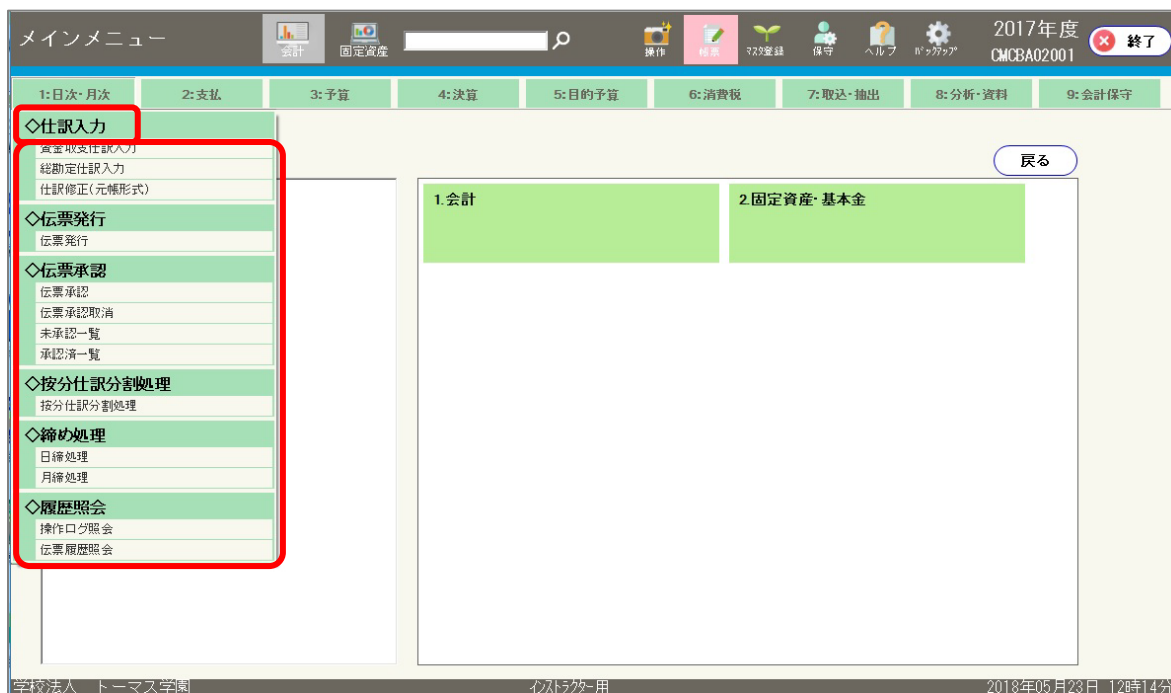 メインメニュー
会計
固定資産
操作
帳票
マスタ登録
保守
ヘルプ
バックアップ
2017年度
CMCBA02001
終了
1:日次・月次
2:支払
3:予算
4:決算
5:目的予算
6:消費税
7:取込・抽出
8:分析・資料
9:会計保守
◇仕訳入力
資金収支仕訳入力
総勘定仕訳入力
仕訳修正(元帳形式)
◇伝票発行
伝票発行
◇伝票承認
伝票承認
伝票承認取消
未承認一覧
承認済一覧
◇按分仕訳分割処理
按分仕訳分割処理
◇締め処理
日締処理
月締処理
◇履歴照会
操作ログ照会
伝票履歴照会
戻る
1.会計
2.固定資産・基本金
学校法人 トーマス学園
インストラクター用
2018年05月23日 12時14分